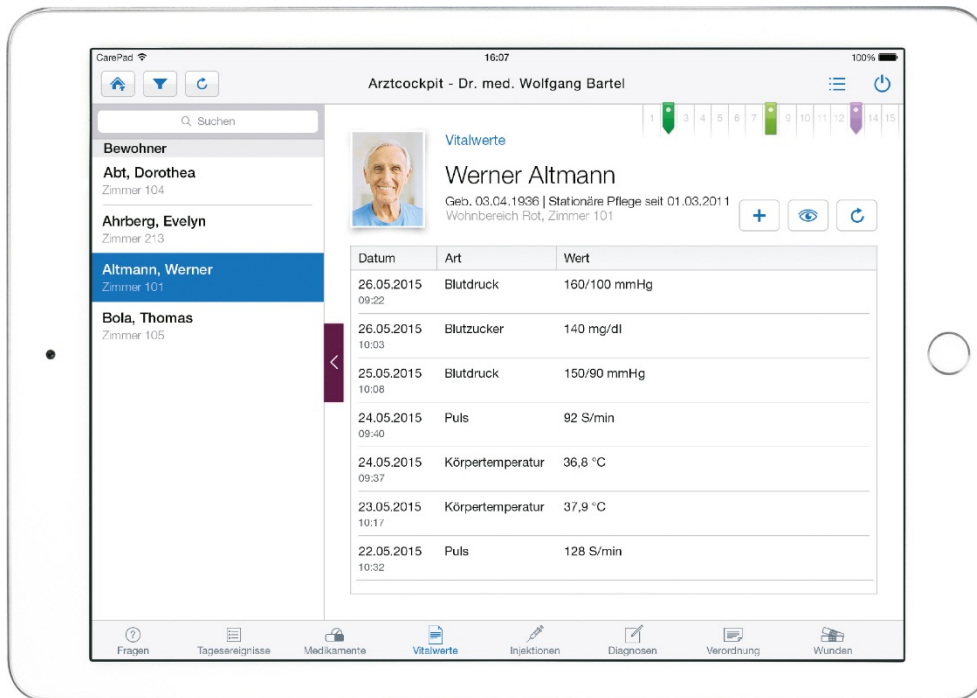 CarePad
16:07
100%
Arztcockpit - Dr. med. Wolfgang Bartel
Suchen
Bewohner
Abt, Dorothea
Zimmer 104
Ahrberg, Evelyn
Zimmer 213
Altmann, Werner
Zimmer 101
Bola, Thomas
Zimmer 105
1 3 4 5 6 7 9 10 11 12 14 15
Vitalwerte
Werner Altmann
Geb. 03.04.1936 | Stationäre Pflege seit 01.03.2011
Wohnbereich Rot, Zimmer 101
Datum Art Wert
26.05.2015 Blutdruck 160/100 mmHg
09:22
26.05.2015 Blutzucker 140 mg/dl
10:03
25.05.2015 Blutdruck 150/90 mmHg
10:08
24.05.2015 Puls 92 S/min
09:40
24.05.2015 Körpertemperatur 36,8 °C
09:37
23.05.2015 Körpertemperatur 37,9 °C
10:17
22.05.2015 Puls 128 S/min
10:32
Fragen Tagesereignisse Medikamente Vitalwerte Injektionen Diagnosen Verordnung Wunden